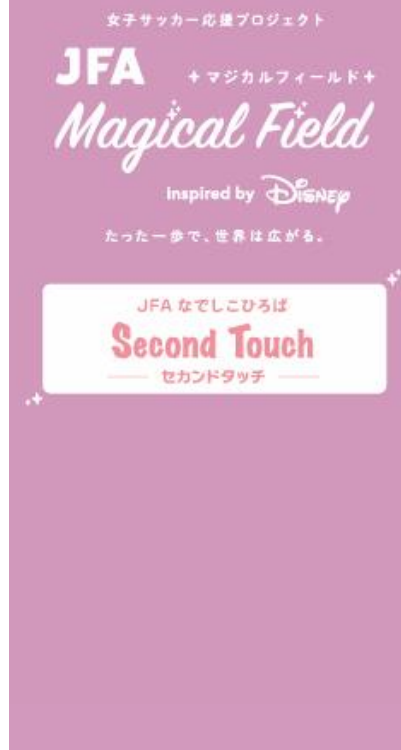 女子サッカー応援プロジェクト
JFA +マジカルフィールド+
Magical Field
inspired by Disney
たった一歩で、世界は広がる。
JFA なでしこひろば
Second Touch
セカンドタッチ